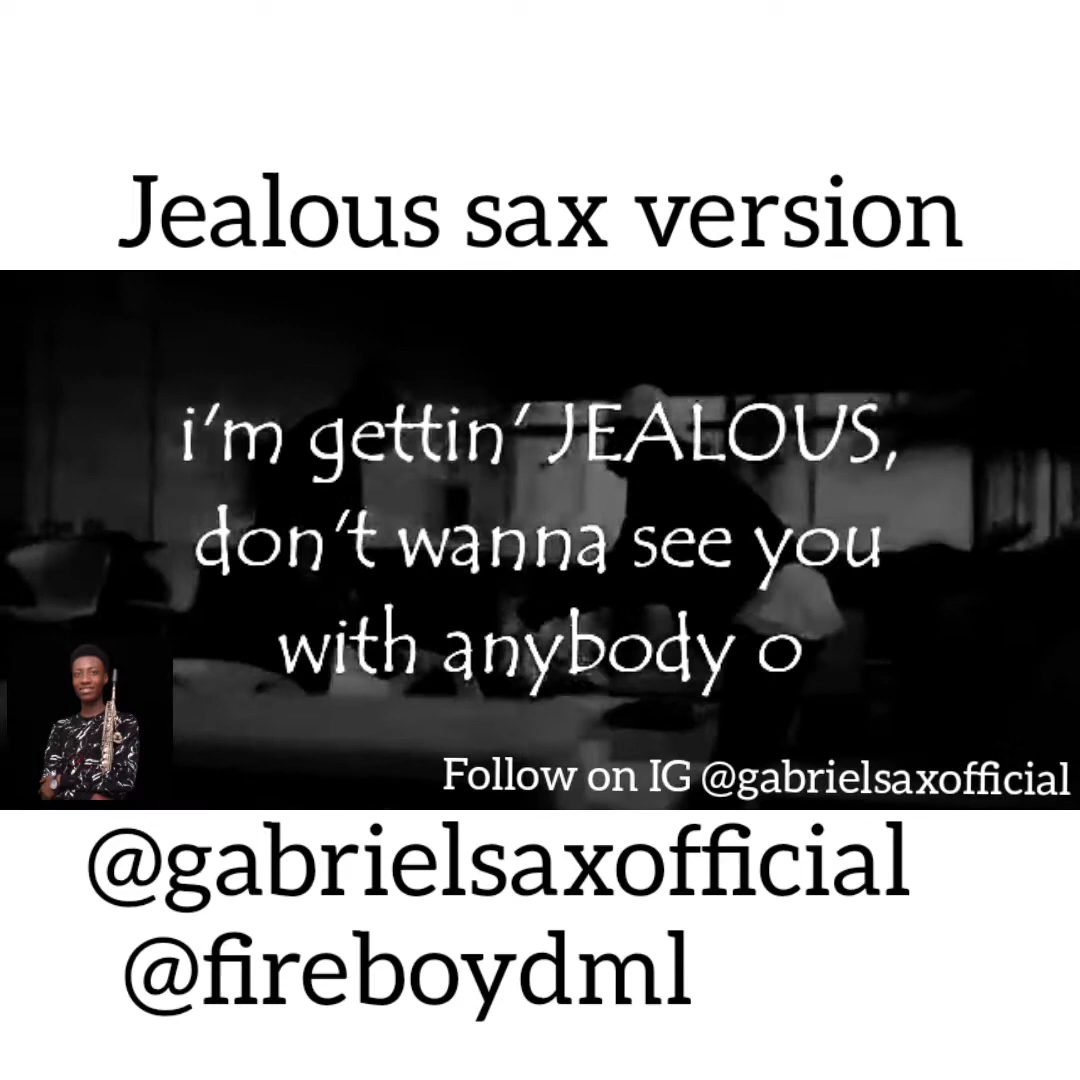 Jealous sax version
i'm gettin' JEALOUS,
don't wanna see you
with anybody o
Follow on IG @gabrielsaxofficial
@gabrielsaxofficial
@fireboydml